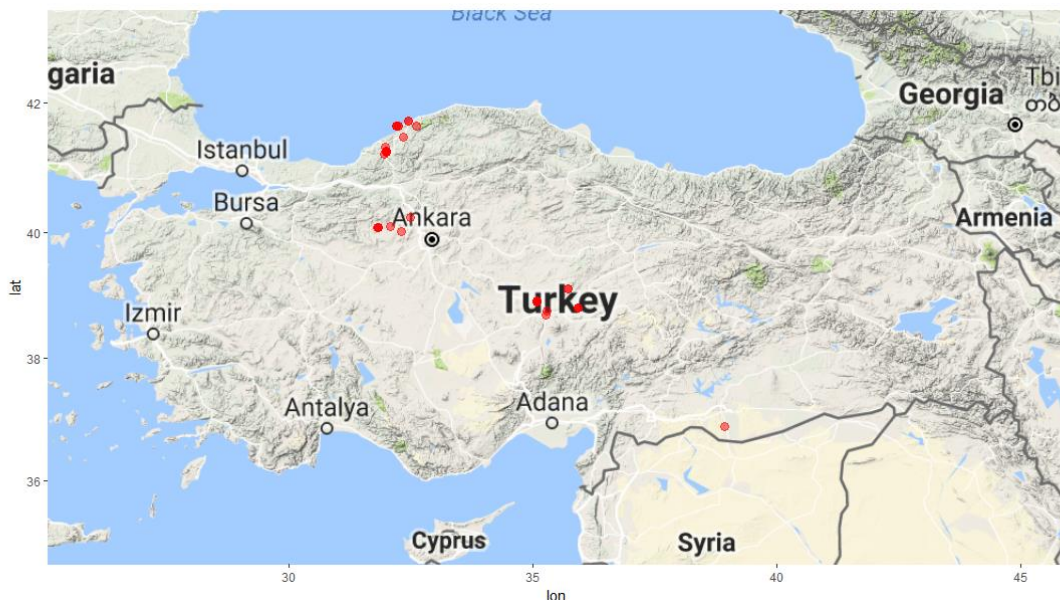 Black Sea
garia
Georgia
Tbi
42
Istanbul
Bursa
Ankara
Armenia
40
lat
Turkey
Izmir
38
Antalya
Adana
36
Cyprus
Syria
30
35
40
45
lon